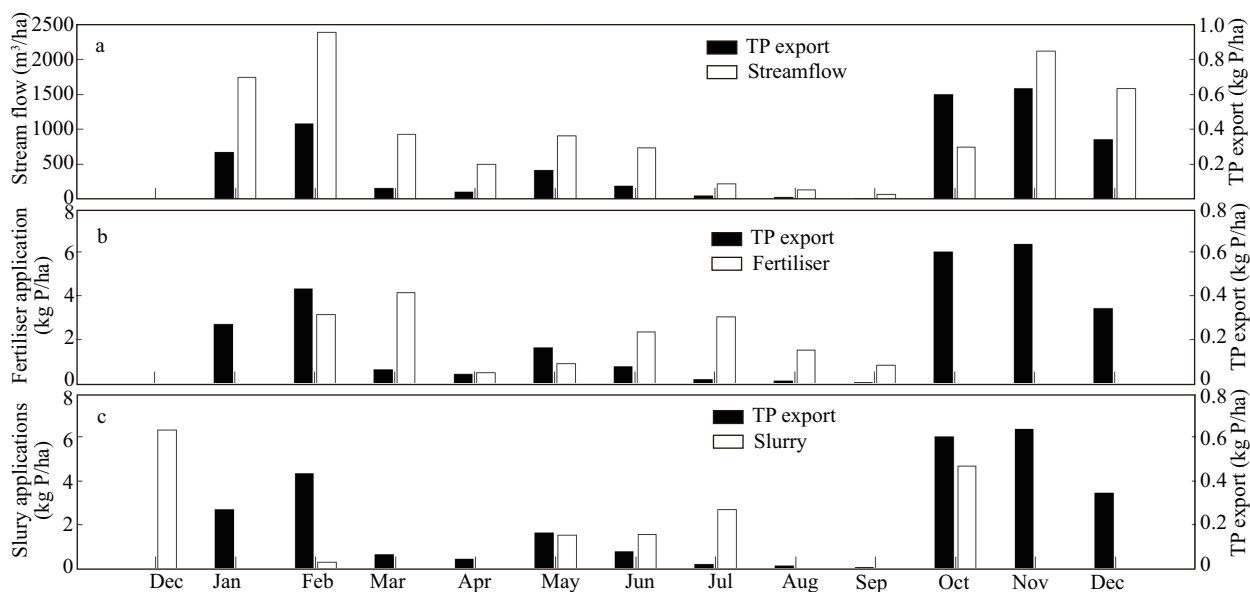 2500
2000
1500
1000
500
0
Stream flow (m³/ha)
a
TP export
Streamflow
1.0
0.8
0.6
0.4
0.2
TP export (kg P/ha)
8
6
4
2
0
Fertiliser application
(kg P/ha)
b
TP export
Fertiliser
0.8
0.6
0.4
0.2
0
TP export (kg P/ha)
8
6
4
2
0
Slury applications
(kg P/ha)
c
TP export
Slurry
0.8
0.6
0.4
0.2
0
TP export (kg P/ha)
Dec Jan Feb Mar Apr May Jun Jul Aug Sep Oct Nov Dec